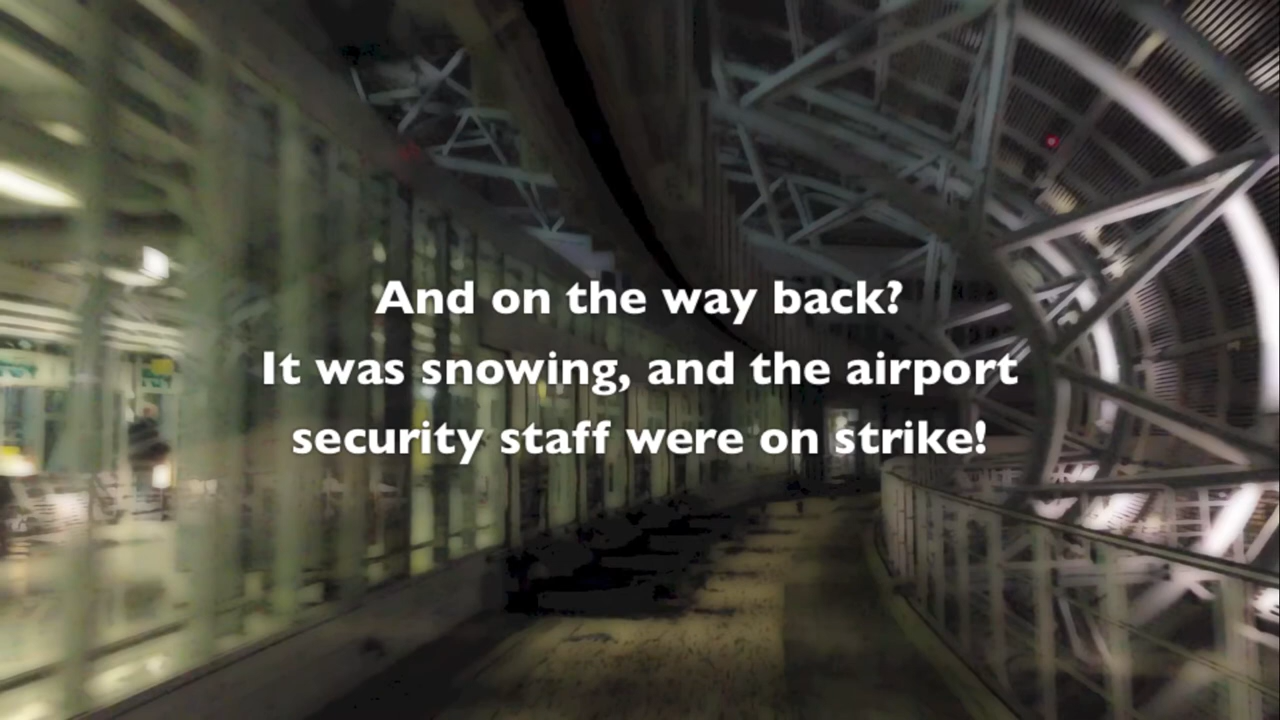 And on the way back?
It was snowing, and the airport
security staff were on strike!